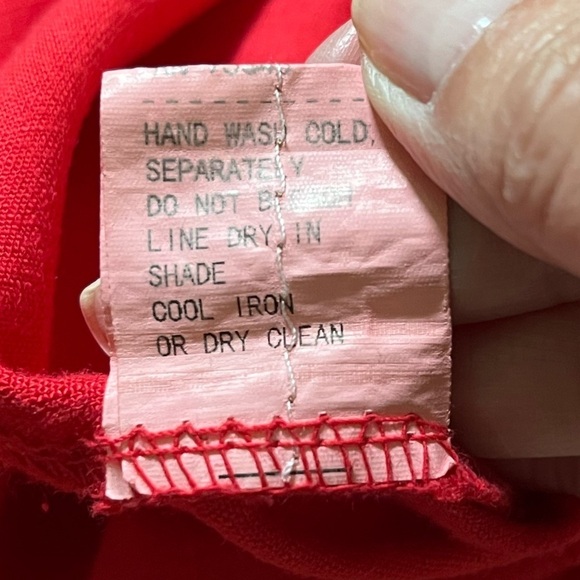 HAND WASH COLD,
SEPARATELY
DO NOT
LINE DRY IN
SHADE
COOL IRON
OR DRY CLEAN